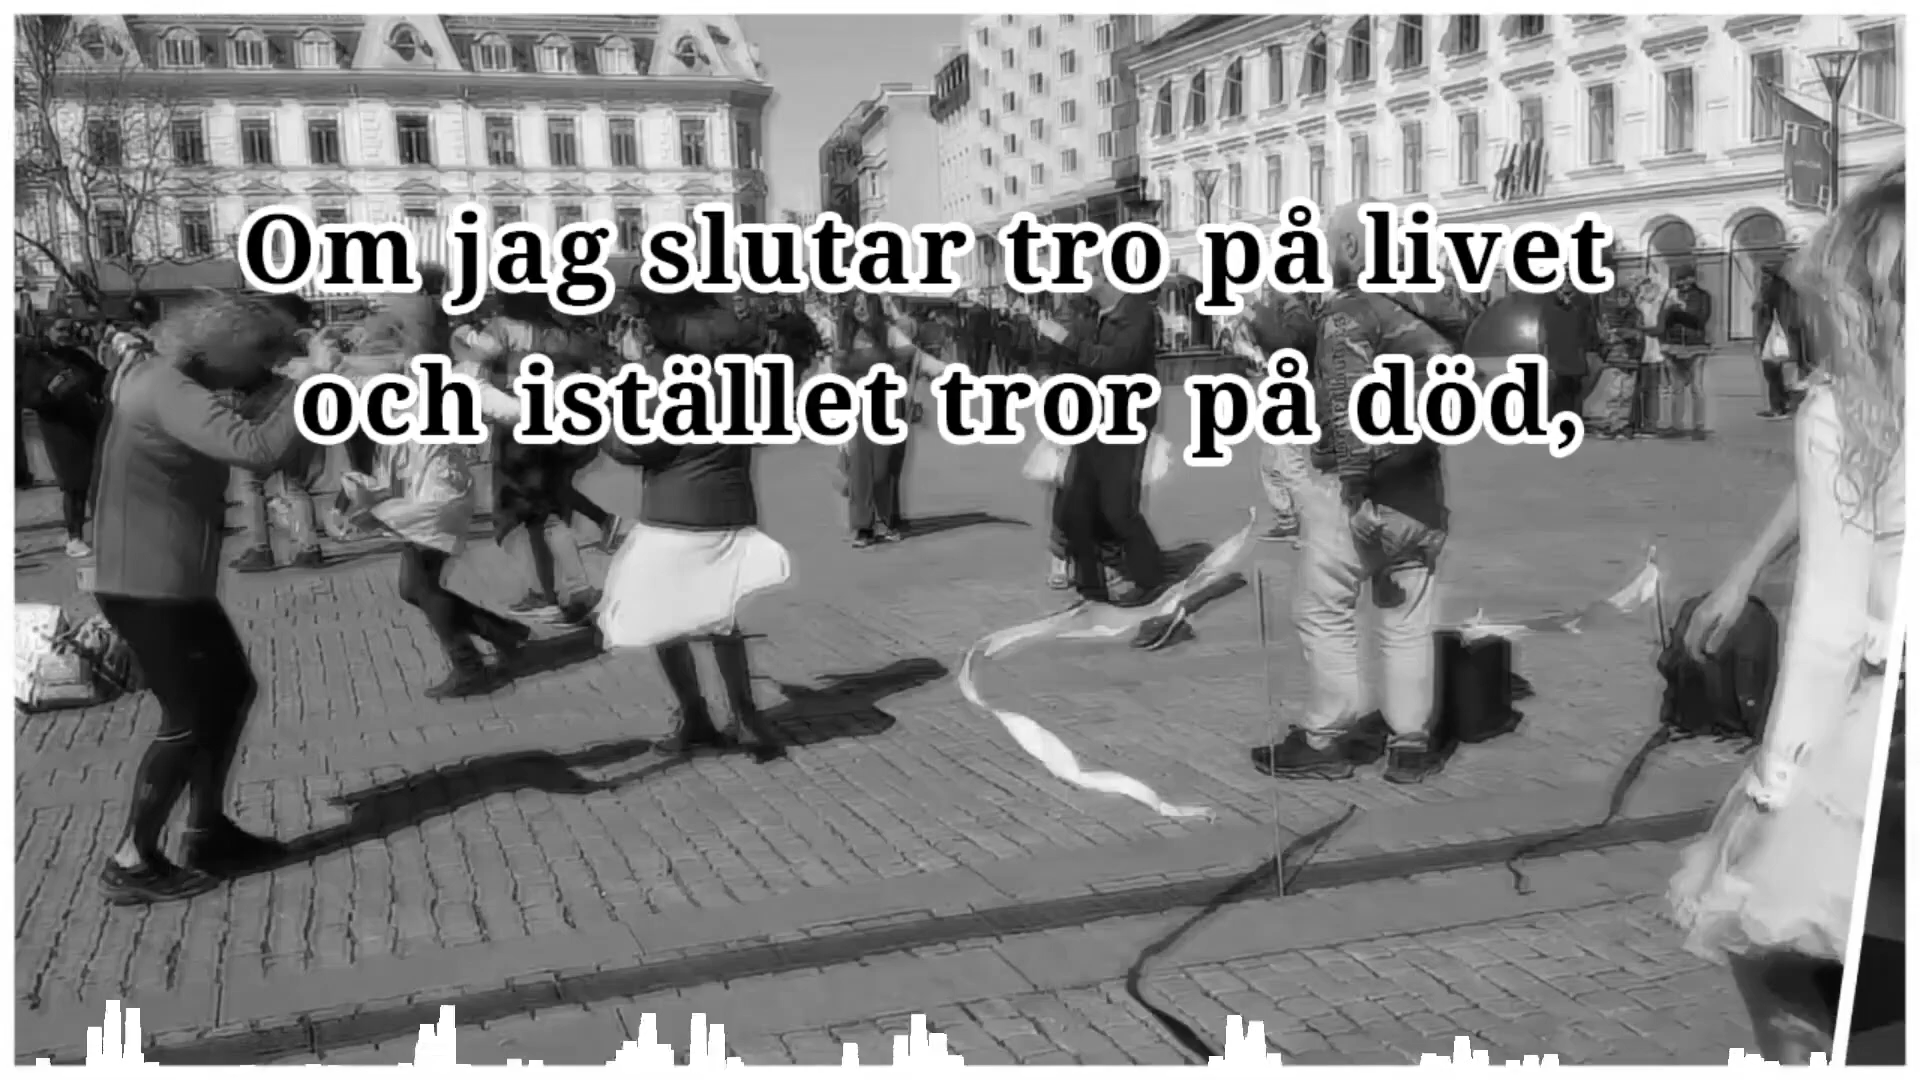 Om jag slutar tro på livet
och istället tror på död,